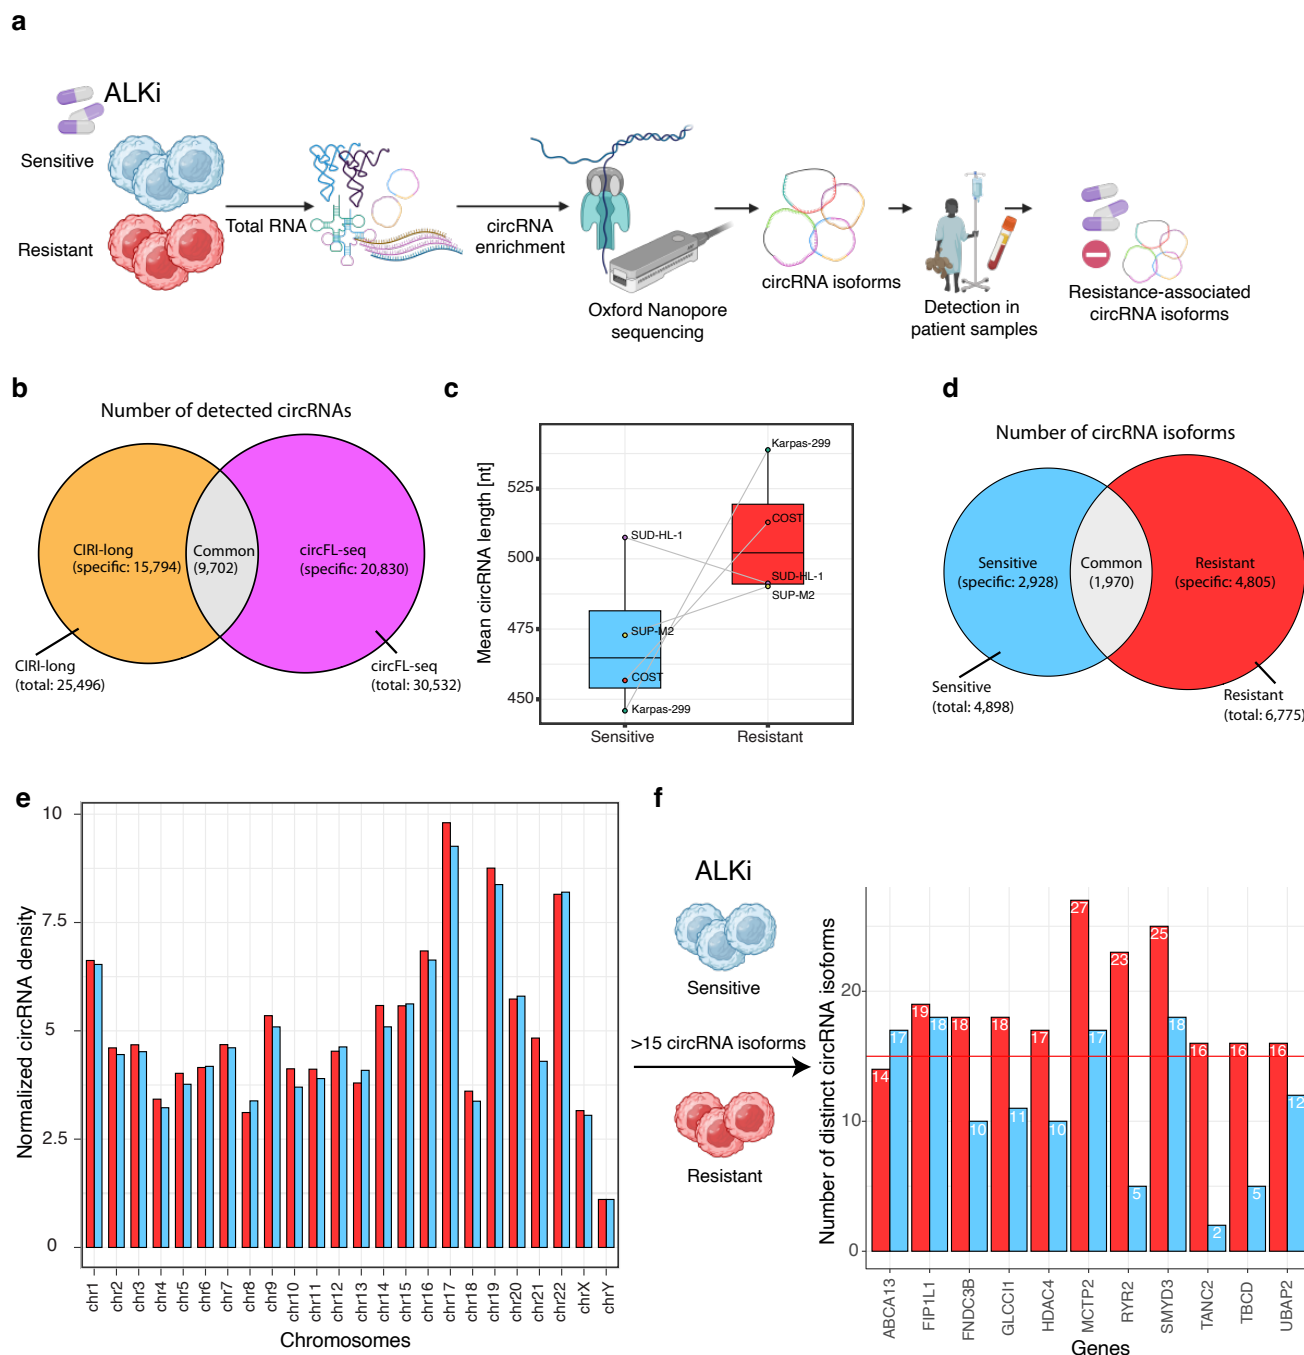 a
ALKi
Sensitive
Resistant
Total RNA
circRNA
enrichment
Oxford Nanopore
sequencing
circRNA isoforms
Detection in
patient samples
Resistance-associated
circRNA isoforms
b
Number of detected circRNAs
CIRI-long
(specific: 15,794)
Common
(9,702)
circFL-seq
(specific: 20,830)
CIRI-long
(total: 25,496)
circFL-seq
(total: 30,532)
c
Mean circRNA length [nt]
525
500
475
450
Karpas-299
COST
SUD-HL-1
SUP-M2
SUD-HL-1
SUP-M2
COST
Karpas-299
Sensitive
Resistant
d
Number of circRNA isoforms
Sensitive
(specific: 2,928)
Common
(1,970)
Resistant
(specific: 4,805)
Sensitive
(total: 4,898)
Resistant
(total: 6,775)
e
Normalized circRNA density
10
7.5
5
2.5
0
chr1
chr2
chr3
chr4
chr5
chr6
chr7
chr8
chr9
chr10
chr11
chr12
chr13
chr14
chr15
chr16
chr17
chr18
chr19
chr20
chr21
chr22
chrX
chrY
Chromosomes
f
ALKi
Sensitive
>15 circRNA isoforms
Resistant
Number of distinct circRNA isoforms
20
10
0
14
17
19
18
18
10
18
11
17
10
27
17
23
5
25
18
16
2
16
5
16
12
ABCA13
FIP1L1
FNDC3B
GLCCI1
HDAC4
MCTP2
RYR2
SMYD3
TANC2
TBCD
UBAP2
Genes